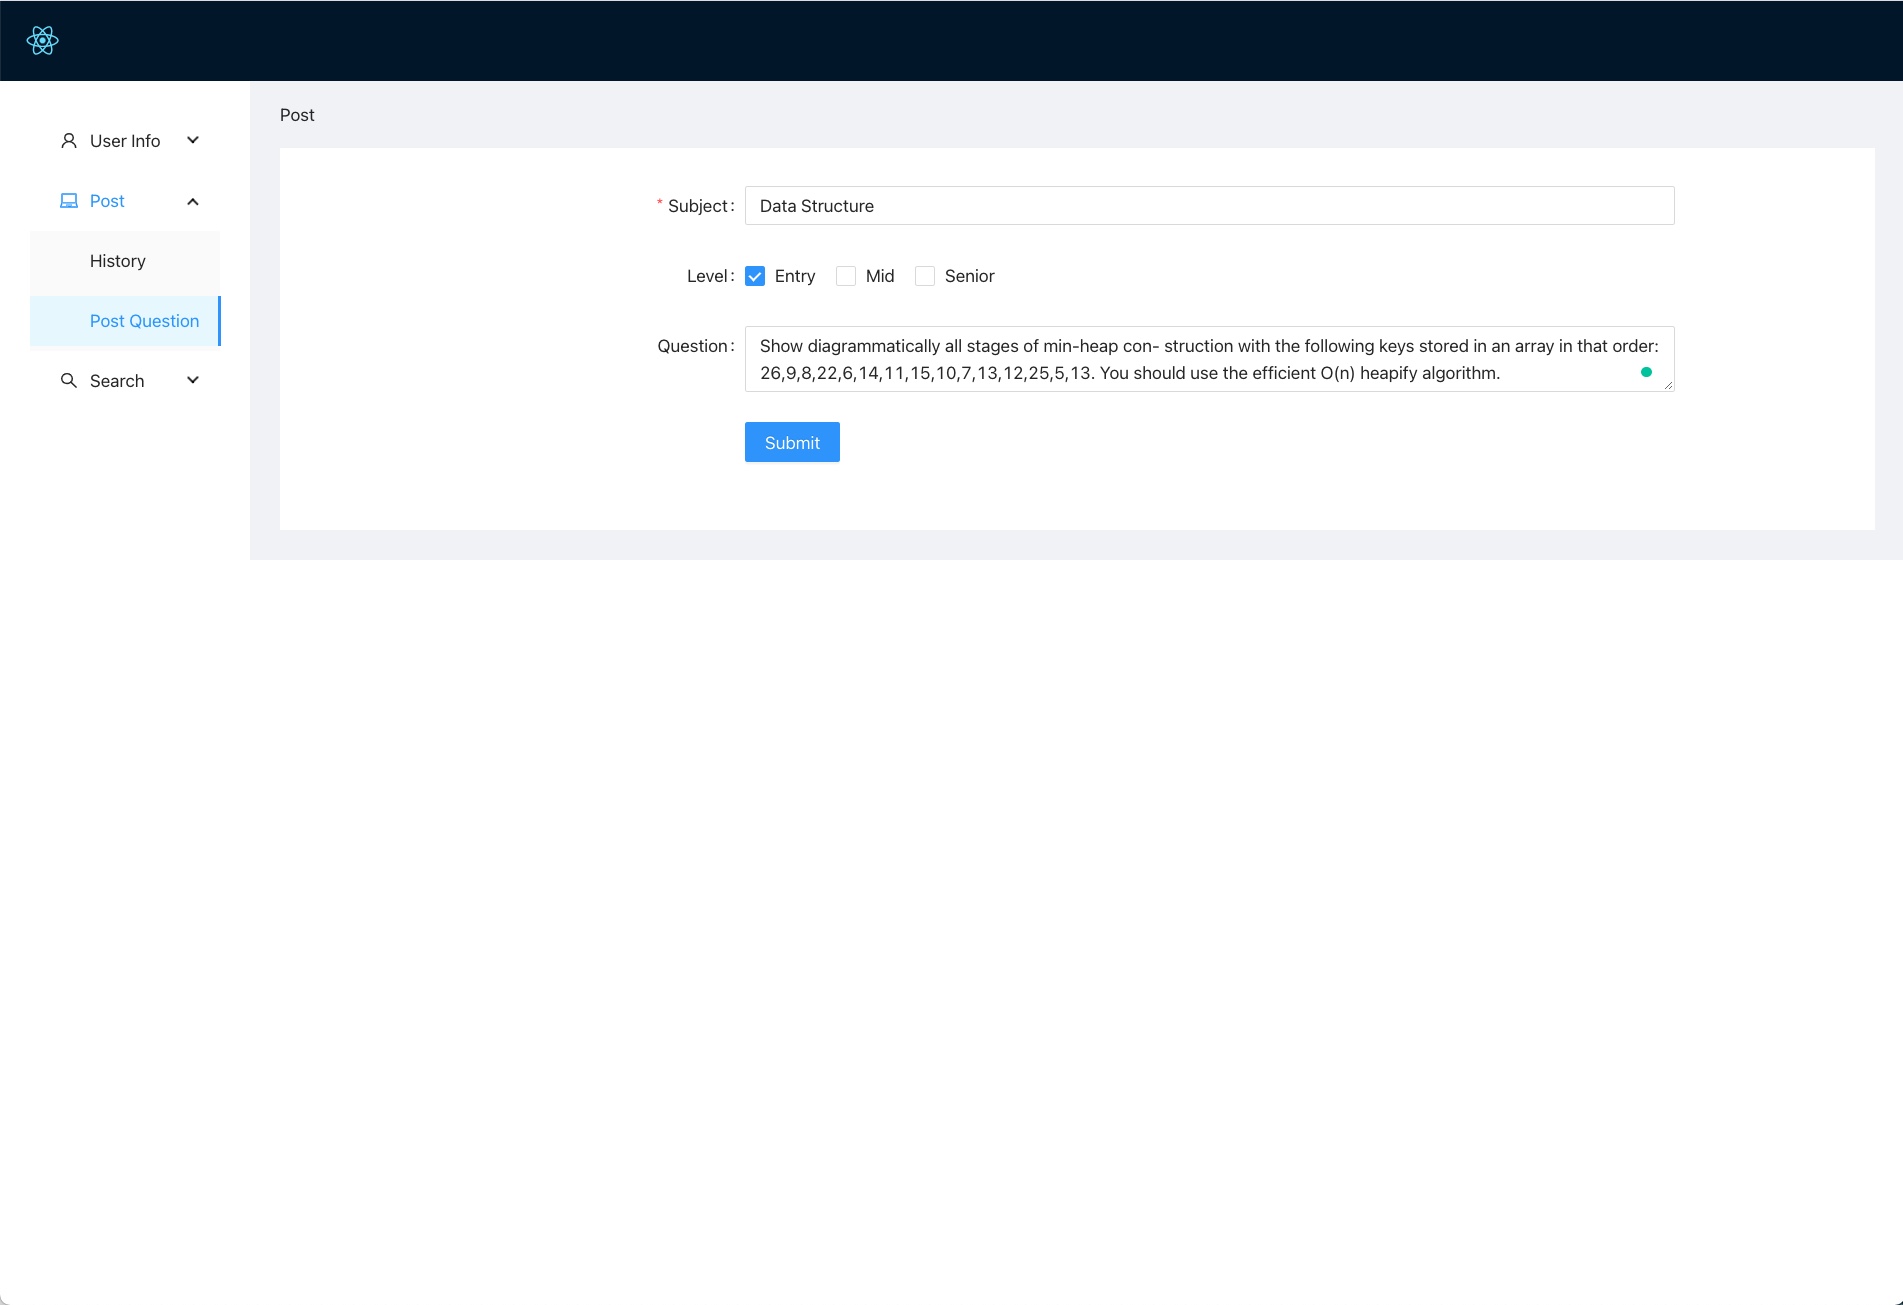 User Info
Post
History
Post Question
Search
Post
* Subject:
Data Structure
Level:
Entry
Mid
Senior
Question:
Show diagrammatically all stages of min-heap con- struction with the following keys stored in an array in that order:
26,9,8,22,6,14,11,15,10,7,13,12,25,5,13. You should use the efficient O(n) heapify algorithm.
Submit